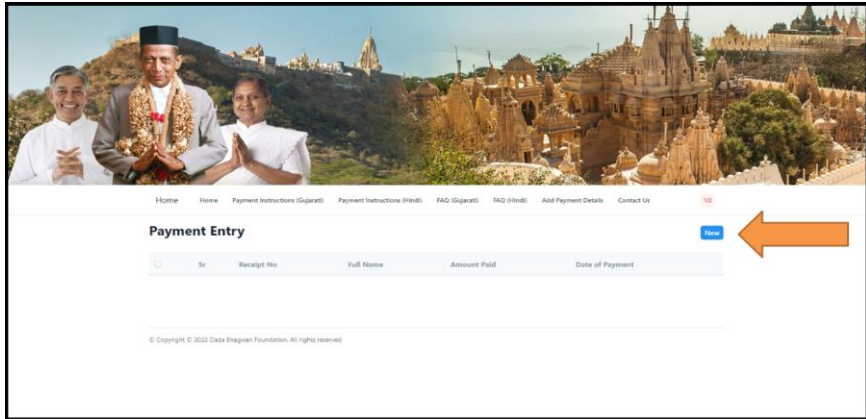 Home Home Payment Instructions (Gujarati) Payment Instructions (Hindi) FAQ (Gujarati) FAQ (Hindi) Add Payment Details Contact Us NE
Payment Entry New
Sr Receipt No Full Name Amount Paid Date of Payment
© Copyright © 2022 Dada Bhagwan Foundation. All rights reserved